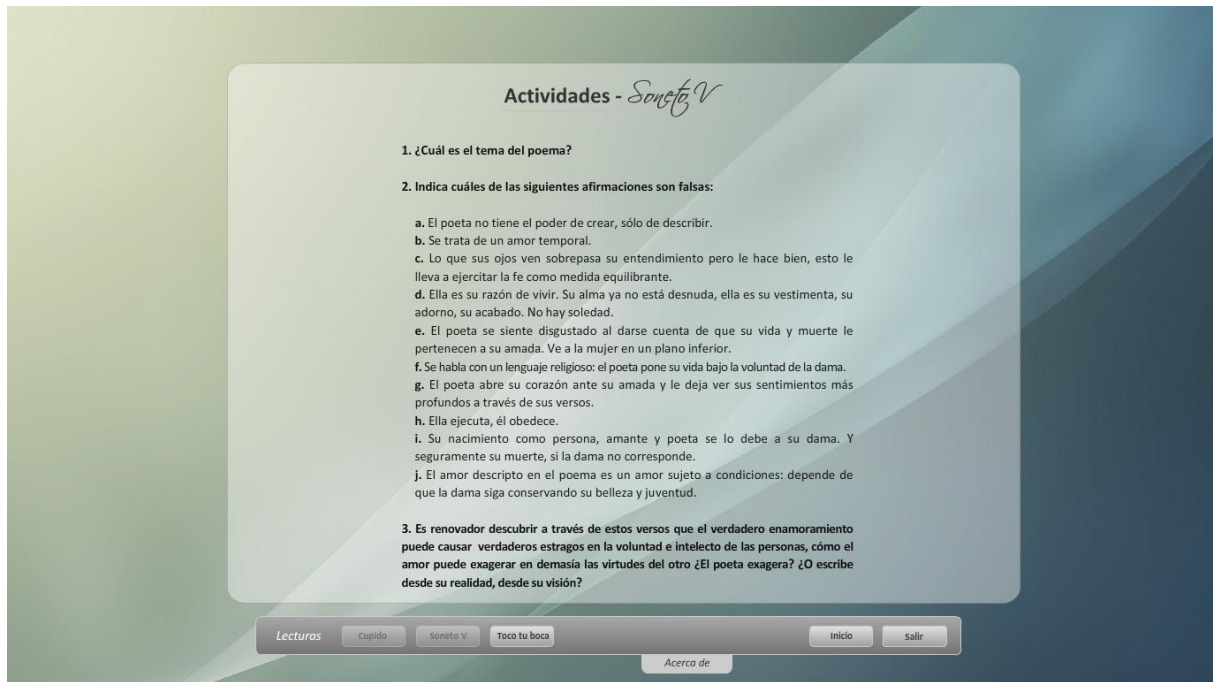 Actividades - Soneto V
1. ¿Cuál es el tema del poema?
2. Indica cuáles de las siguientes afirmaciones son falsas:
a. El poeta no tiene el poder de crear, sólo de describir.
b. Se trata de un amor temporal.
c. Lo que sus ojos ven sobrepasa su entendimiento pero le hace bien, esto le
lleva a ejercitar la fe como medida equilibrante.
d. Ella es su razón de vivir. Su alma ya no está desnuda, ella es su vestimenta, su
adorno, su acabado. No hay soledad.
e. El poeta se siente disgustado al darse cuenta de que su vida y muerte le
pertenecen a su amada. Ve a la mujer en un plano inferior.
f. Se habla con un lenguaje religioso: el poeta pone su vida bajo la voluntad de la dama.
g. El poeta abre su corazón ante su amada y le deja ver sus sentimientos más
profundos a través de sus versos.
h. Ella ejecuta, él obedece.
i. Su nacimiento como persona, amante y poeta se lo debe a su dama. Y
seguramente su muerte, si la dama no corresponde.
j. El amor descripto en el poema es un amor sujeto a condiciones: depende de
que la dama siga conservando su belleza y juventud.
3. Es renovador descubrir a través de estos versos que el verdadero enamoramiento
puede causar verdaderos estragos en la voluntad e intelecto de las personas, cómo el
amor puede exagerar en demasía las virtudes del otro ¿El poeta exagera? ¿O escribe
desde su realidad, desde su visión?
Lecturas Cupido Soneto V Toco tu boca Inicio Salir
Acerca de